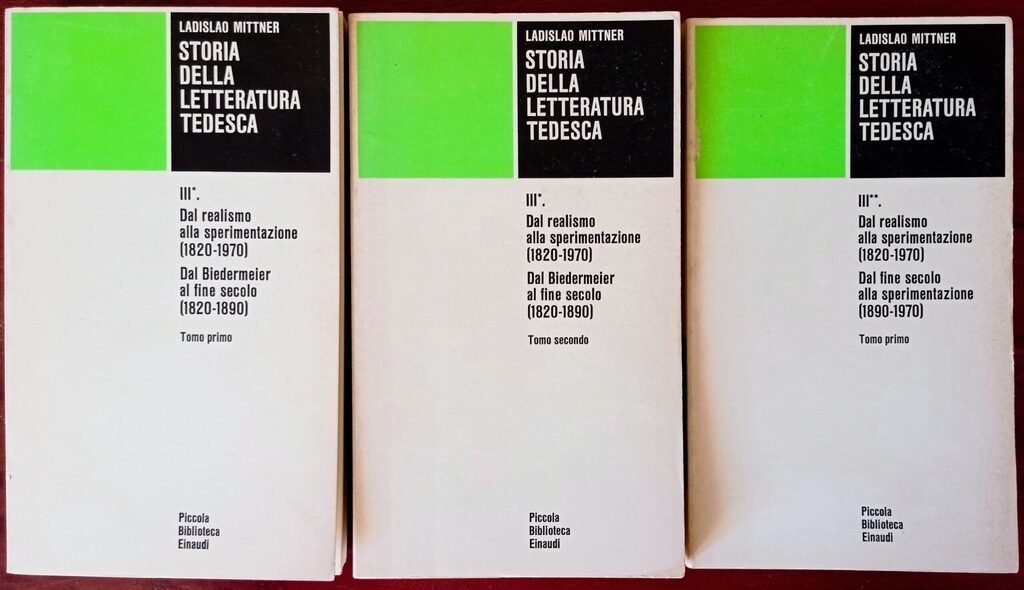 LADISLAO MITTNER
STORIA
DELLA
LETTERATURA
TEDESCA
III*.
Dal realismo
alla sperimentazione
(1820-1970)
Dal Biedermeier
al fine secolo
(1820-1890)
Tomo primo
Piccola
Biblioteca
Einaudi
LADISLAO MITTNER
STORIA
DELLA
LETTERATURA
TEDESCA
III*.
Dal realismo
alla sperimentazione
(1820-1970)
Dal Biedermeier
al fine secolo
(1820-1890)
Tomo secondo
Piccola
Biblioteca
Einaudi
LADISLAO MITTNER
STORIA
DELLA
LETTERATURA
TEDESCA
III**.
Dal realismo
alla sperimentazione
(1820-1970)
Dal fine secolo
alla sperimentazione
(1890-1970)
Tomo primo
Piccola
Biblioteca
Einaudi